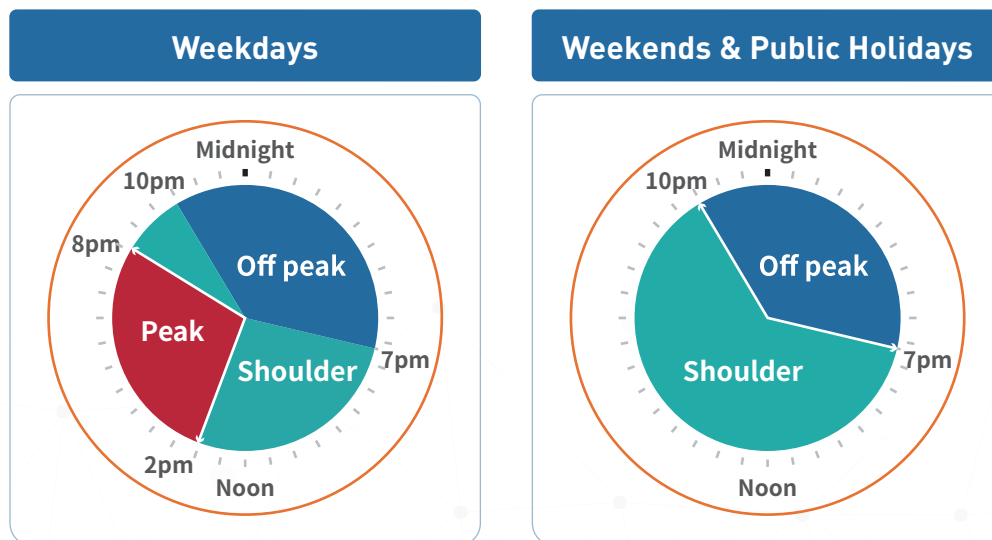 Weekdays
Midnight
10pm
8pm
Off peak
Peak
Shoulder
7pm
2pm
Noon
Weekends & Public Holidays
Midnight
10pm
Off peak
7pm
Shoulder
Noon